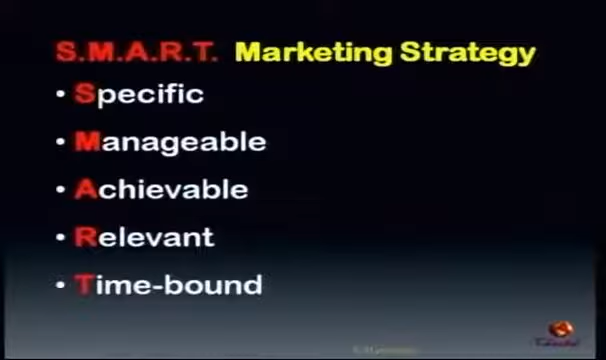 S.M.A.R.T. Marketing Strategy
• Specific
• Manageable
• Achievable
• Relevant
• Time-bound